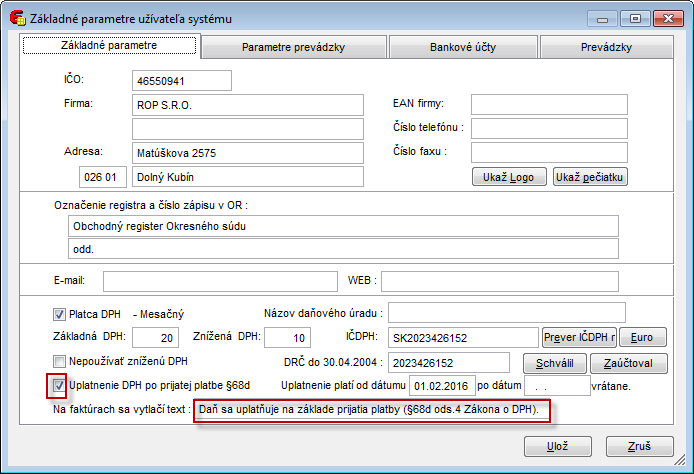 Základné parametre užívateľa systému
Základné parametre Parametre prevádzky Bankové účty Prevádzky
IČO: 46550941
Firma: ROP S.R.O. EAN firmy:
Číslo telefónu :
Adresa: Matúškova 2575 Číslo faxu :
026 01 Dolný Kubín Ukaž Logo Ukaž pečiatku
Označenie registra a číslo zápisu v OR :
Obchodný register Okresného súdu
odd.
E-mail: WEB :
Platca DPH - Mesačný Názov daňového úradu :
Základná DPH: 20 Znížená DPH: 10 IČDPH: SK2023426152 Prever IČDPH r Euro
Nepoužívať zníženú DPH DRČ do 30.04.2004 : 2023426152 Schválil Zaúčtoval
Uplatnenie DPH po prijatej platbe §68d Uplatnenie platí od dátumu 01.02.2016 po dátum . . vrátane.
Na faktúrach sa vytlačí text : Daň sa uplatňuje na základe prijatia platby (§68d ods.4 Zákona o DPH).
Ulož Zruš